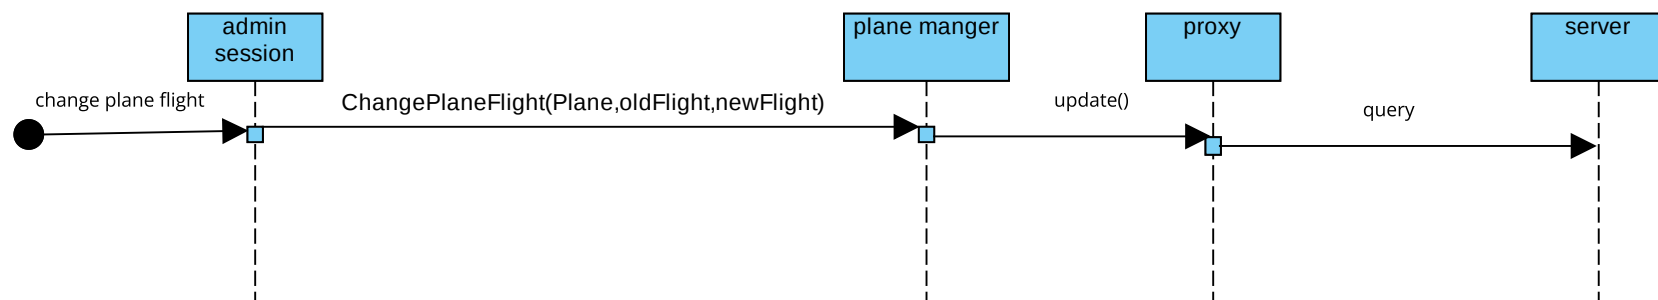 admin
session
plane manger
proxy
server
change plane flight
ChangePlaneFlight(Plane,oldFlight,newFlight)
update()
query